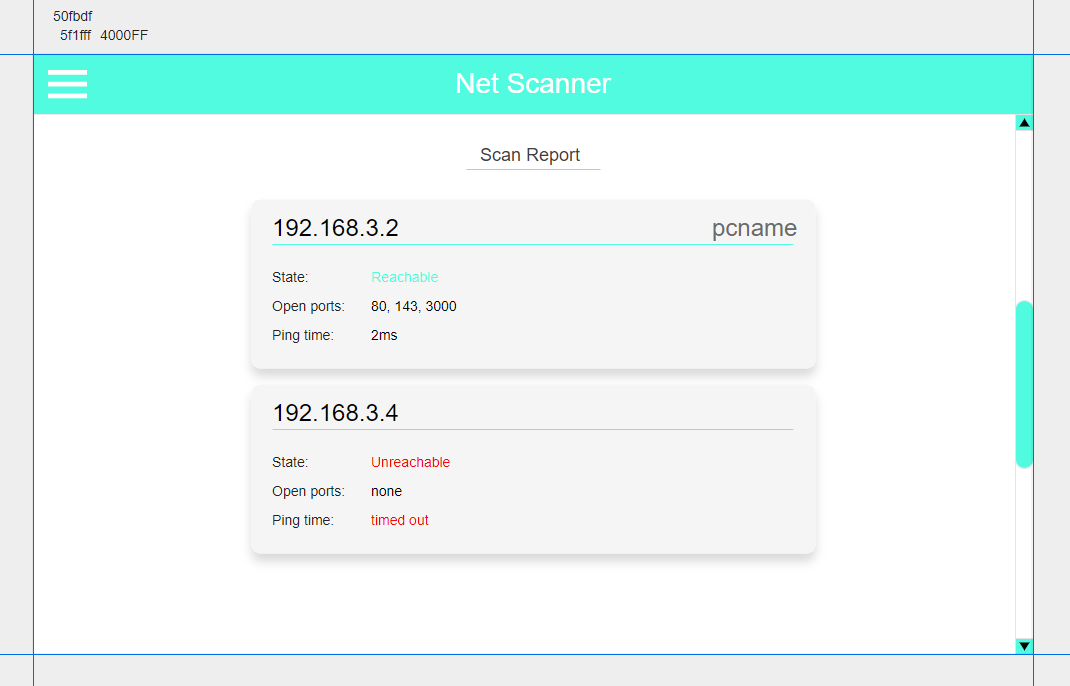 50fbdf
5f1fff 4000FF
Net Scanner
Scan Report
192.168.3.2 pcname
State: Reachable
Open ports: 80, 143, 3000
Ping time: 2ms
192.168.3.4
State: Unreachable
Open ports: none
Ping time: timed out